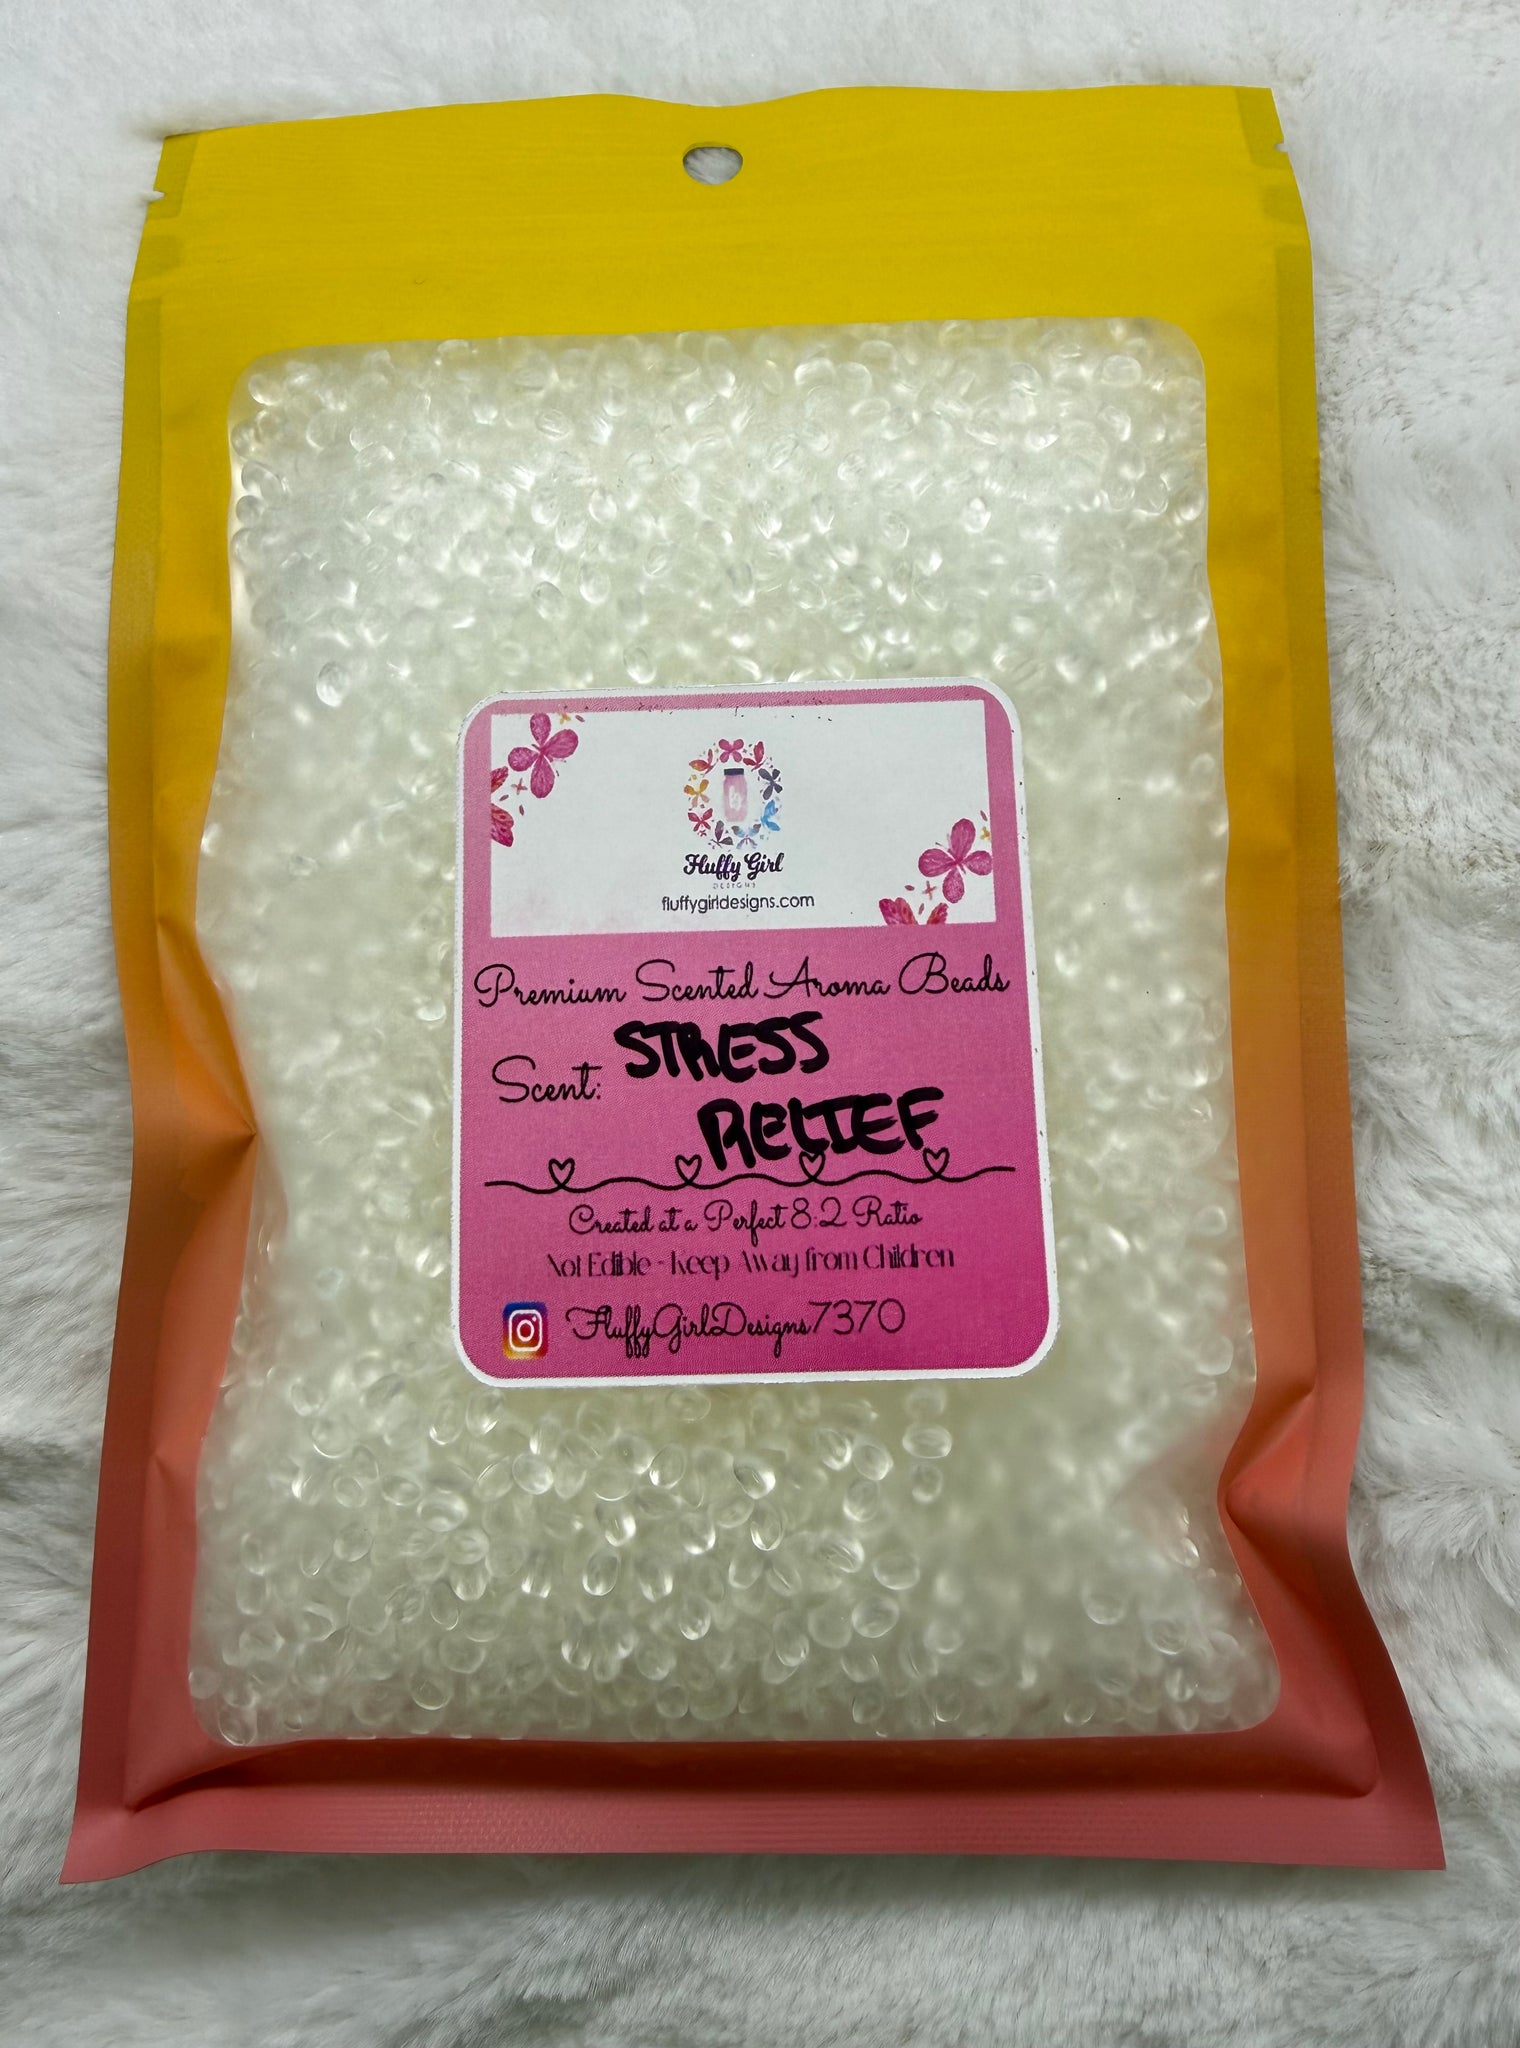 Fluffy Girl
DESIGNS
fluffygirldesigns.com
Premium Scented Aroma Beads
Scent: STRESS
RELIEF
Created at a Perfect 8:2 Ratio
Not Edible - Keep Away from Children
FluffyGirlDesigns7370